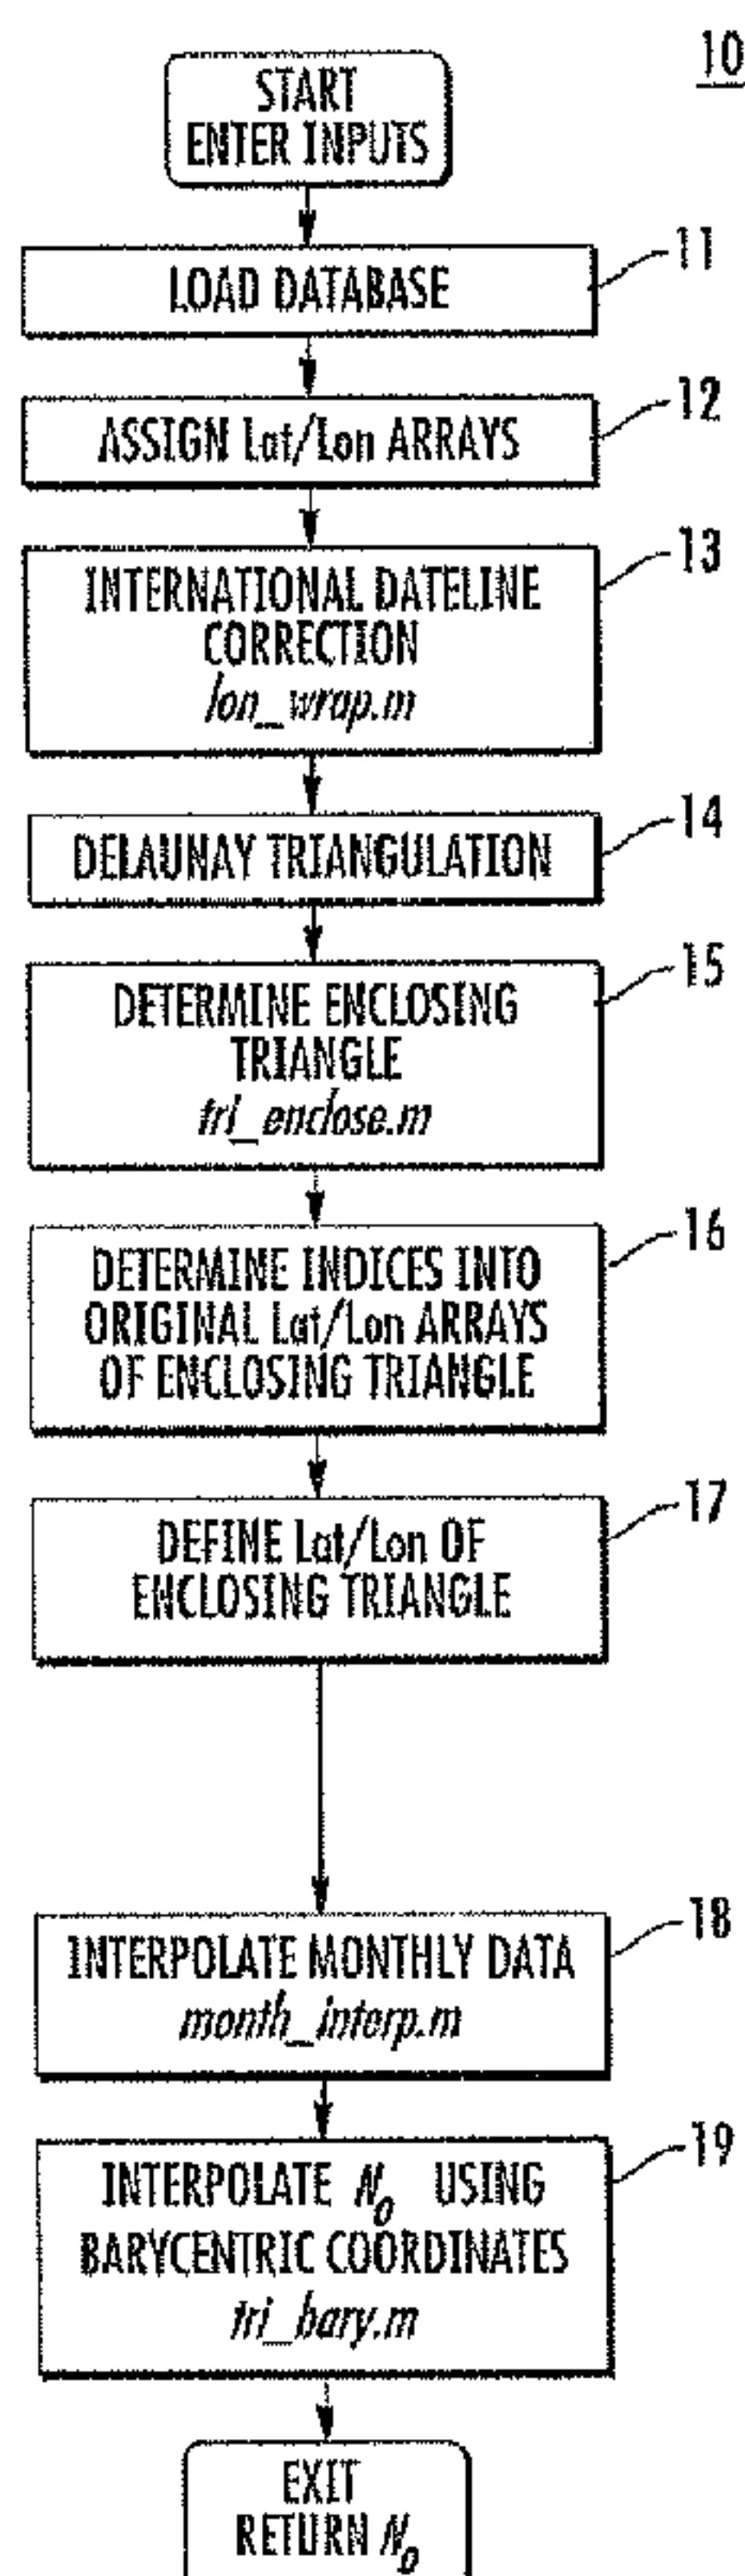 10
START
ENTER INPUTS
11
LOAD DATABASE
12
ASSIGN Lat/Lon ARRAYS
13
INTERNATIONAL DATELINE
CORRECTION
lon_wrap.m
14
DELAUNAY TRIANGULATION
15
DETERMINE ENCLOSING
TRIANGLE
tri_enclose.m
16
DETERMINE INDICES INTO
ORIGINAL Lat/Lon ARRAYS
OF ENCLOSING TRIANGLE
17
DEFINE Lat/Lon OF
ENCLOSING TRIANGLE
18
INTERPOLATE MONTHLY DATA
month_interp.m
19
INTERPOLATE N₀ USING
BARYCENTRIC COORDINATES
tri_bary.m
EXIT
RETURN N₀